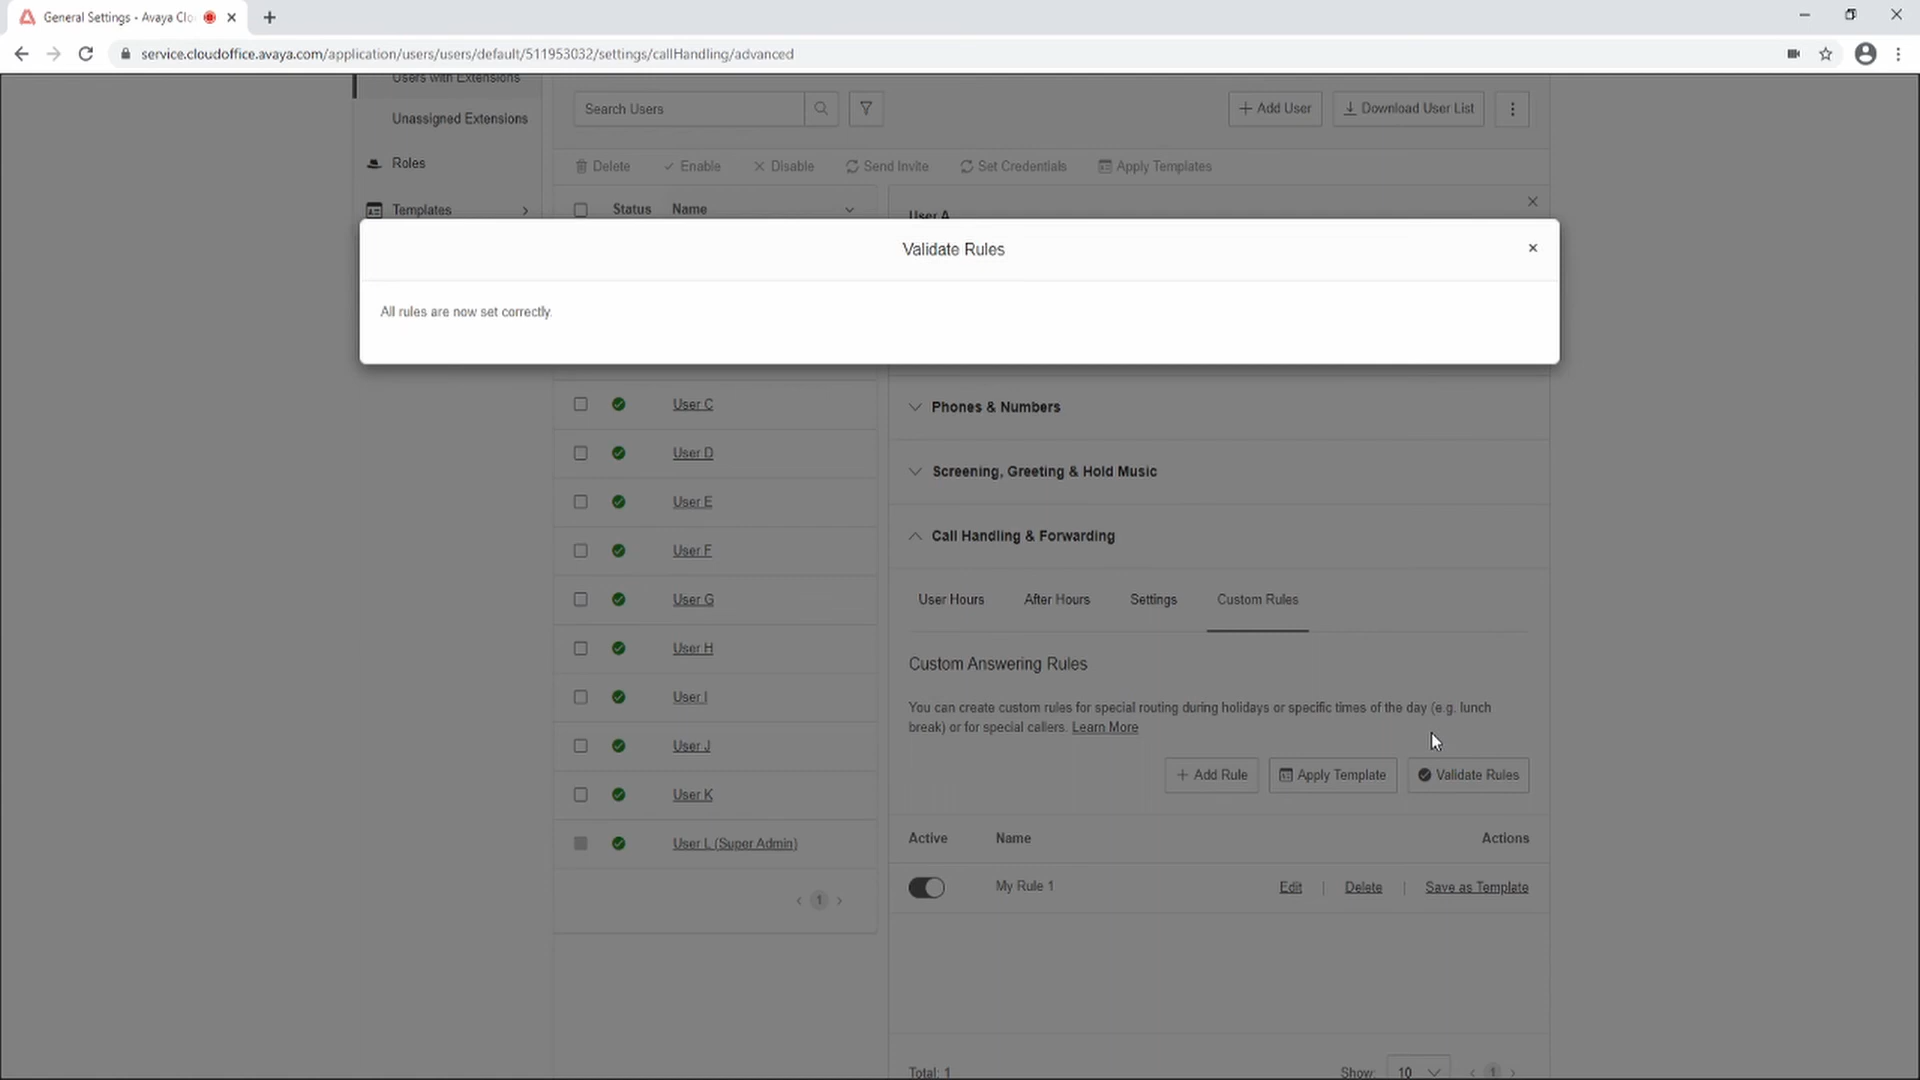 General Settings - Avaya Clo
service.cloudoffice.avaya.com/application/users/users/default/511953032/settings/callHandling/advanced
Users with Extensions
Unassigned Extensions
Roles
Templates
Search Users
Add User
Download User List
Delete
Enable
Disable
Send Invite
Set Credentials
Apply Templates
Status Name
User A
Validate Rules
All rules are now set correctly.
User C
User D
User E
User F
User G
User H
User I
User J
User K
User L (Super Admin)
1
Phones & Numbers
Screening, Greeting & Hold Music
Call Handling & Forwarding
User Hours After Hours Settings Custom Rules
Custom Answering Rules
You can create custom rules for special routing during holidays or specific times of the day (e.g. lunch
break) or for special callers. Learn More
Add Rule Apply Template Validate Rules
Active Name Actions
My Rule 1 Edit | Delete | Save as Template
Total: 1 Show: 10 1